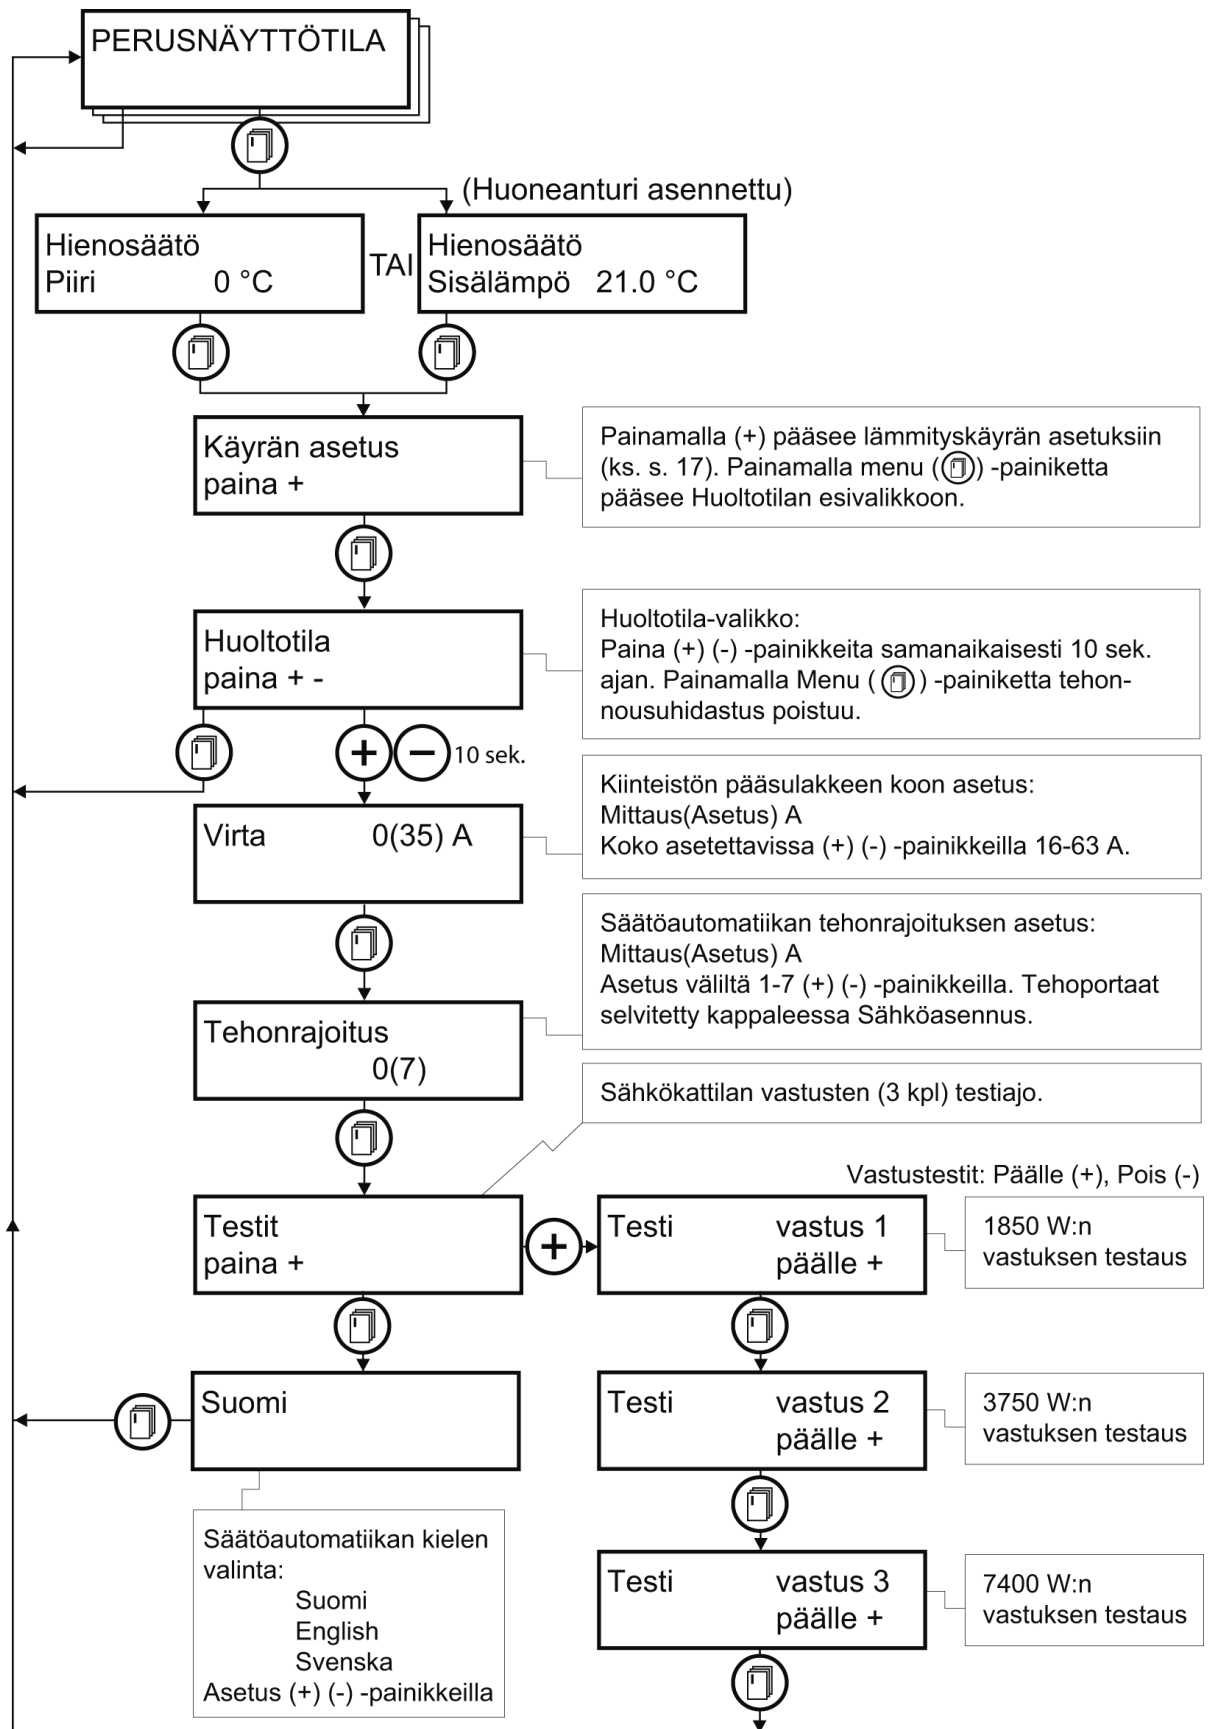 PERUSNÄYTTÖTILA
(Huoneanturi asennettu)
Hienosäätö
Piiri 0 °C
TAI
Hienosäätö
Sisälämpö 21.0 °C
Käyrän asetus
paina +
Painamalla (+) pääsee lämmityskäyrän asetuksiin
(ks. s. 17). Painamalla menu ( ) -painiketta
pääsee Huoltotilan esivalikkoon.
Huoltotila
paina + -
Huoltotila-valikko:
Paina (+) (-) -painikkeita samanaikaisesti 10 sek.
ajan. Painamalla Menu ( ) -painiketta tehon-
nousuhidastus poistuu.
+ − 10 sek.
Virta 0(35) A
Kiinteistön pääsulakkeen koon asetus:
Mittaus(Asetus) A
Koko asetettavissa (+) (-) -painikkeilla 16-63 A.
Tehonrajoitus
0(7)
Säätöautomatiikan tehonrajoituksen asetus:
Mittaus(Asetus) A
Asetus väliltä 1-7 (+) (-) -painikkeilla. Tehoportaat
selvitetty kappaleessa Sähköasennus.
Sähkökattilan vastusten (3 kpl) testiajo.
Vastustestit: Päälle (+), Pois (-)
Testit
paina +
+
Testi vastus 1
päälle +
1850 W:n
vastuksen testaus
Suomi
Testi vastus 2
päälle +
3750 W:n
vastuksen testaus
Säätöautomatiikan kielen
valinta:
Suomi
English
Svenska
Asetus (+) (-) -painikkeilla
Testi vastus 3
päälle +
7400 W:n
vastuksen testaus